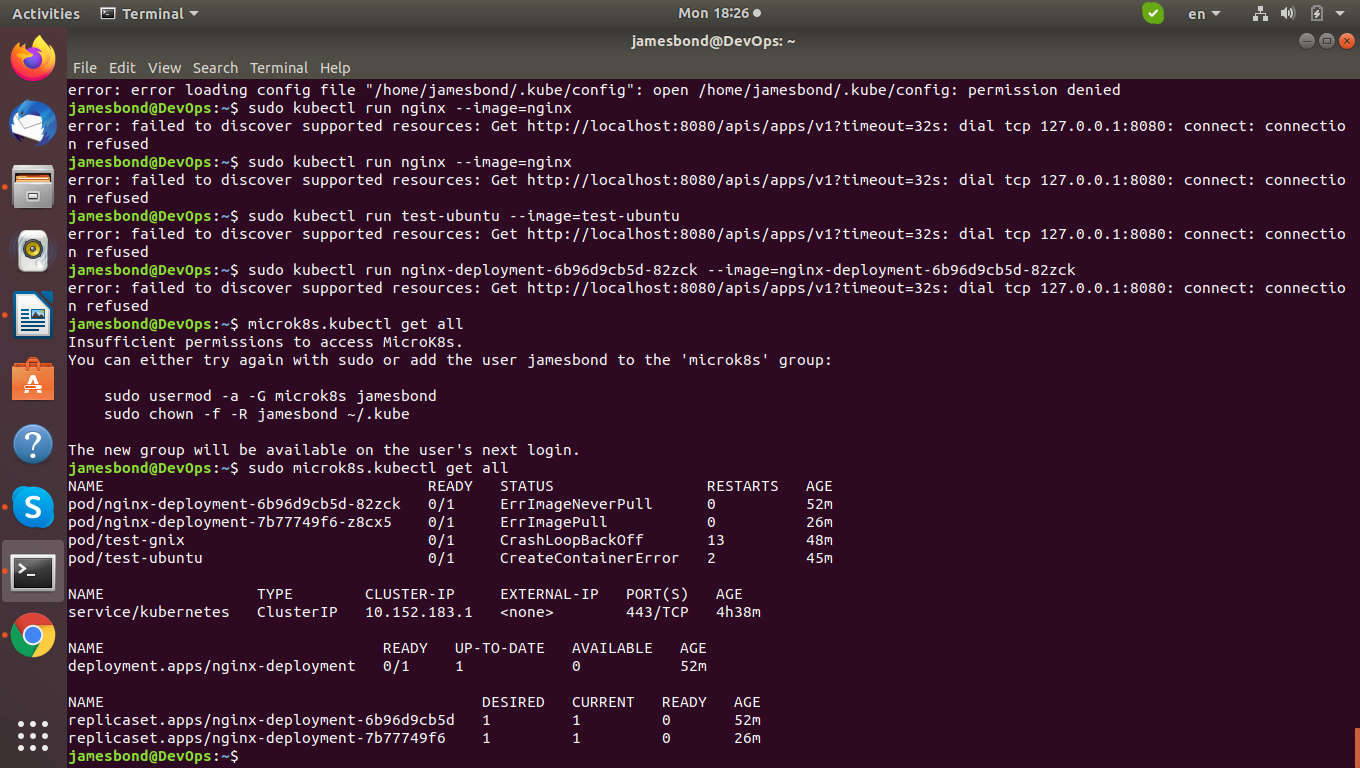 Activities Terminal Mon 18:26 en
jamesbond@DevOps: ~
File Edit View Search Terminal Help
error: error loading config file "/home/jamesbond/.kube/config": open /home/jamesbond/.kube/config: permission denied
jamesbond@DevOps:~$ sudo kubectl run nginx --image=nginx
error: failed to discover supported resources: Get http://localhost:8080/apis/apps/v1?timeout=32s: dial tcp 127.0.0.1:8080: connect: connectio
n refused
jamesbond@DevOps:~$ sudo kubectl run nginx --image=nginx
error: failed to discover supported resources: Get http://localhost:8080/apis/apps/v1?timeout=32s: dial tcp 127.0.0.1:8080: connect: connectio
n refused
jamesbond@DevOps:~$ sudo kubectl run test-ubuntu --image=test-ubuntu
error: failed to discover supported resources: Get http://localhost:8080/apis/apps/v1?timeout=32s: dial tcp 127.0.0.1:8080: connect: connectio
n refused
jamesbond@DevOps:~$ sudo kubectl run nginx-deployment-6b96d9cb5d-82zck --image=nginx-deployment-6b96d9cb5d-82zck
error: failed to discover supported resources: Get http://localhost:8080/apis/apps/v1?timeout=32s: dial tcp 127.0.0.1:8080: connect: connectio
n refused
jamesbond@DevOps:~$ microk8s.kubectl get all
Insufficient permissions to access MicroK8s.
You can either try again with sudo or add the user jamesbond to the 'microk8s' group:
sudo usermod -a -G microk8s jamesbond
sudo chown -f -R jamesbond ~/.kube
The new group will be available on the user's next login.
jamesbond@DevOps:~$ sudo microk8s.kubectl get all
NAME READY STATUS RESTARTS AGE
pod/nginx-deployment-6b96d9cb5d-82zck 0/1 ErrImageNeverPull 0 52m
pod/nginx-deployment-7b77749f6-z8cx5 0/1 ErrImagePull 0 26m
pod/test-gnix 0/1 CrashLoopBackOff 13 48m
pod/test-ubuntu 0/1 CreateContainerError 2 45m
NAME TYPE CLUSTER-IP EXTERNAL-IP PORT(S) AGE
service/kubernetes ClusterIP 10.152.183.1 <none> 443/TCP 4h38m
NAME READY UP-TO-DATE AVAILABLE AGE
deployment.apps/nginx-deployment 0/1 1 0 52m
NAME DESIRED CURRENT READY AGE
replicaset.apps/nginx-deployment-6b96d9cb5d 1 1 0 52m
replicaset.apps/nginx-deployment-7b77749f6 1 1 0 26m
jamesbond@DevOps:~$